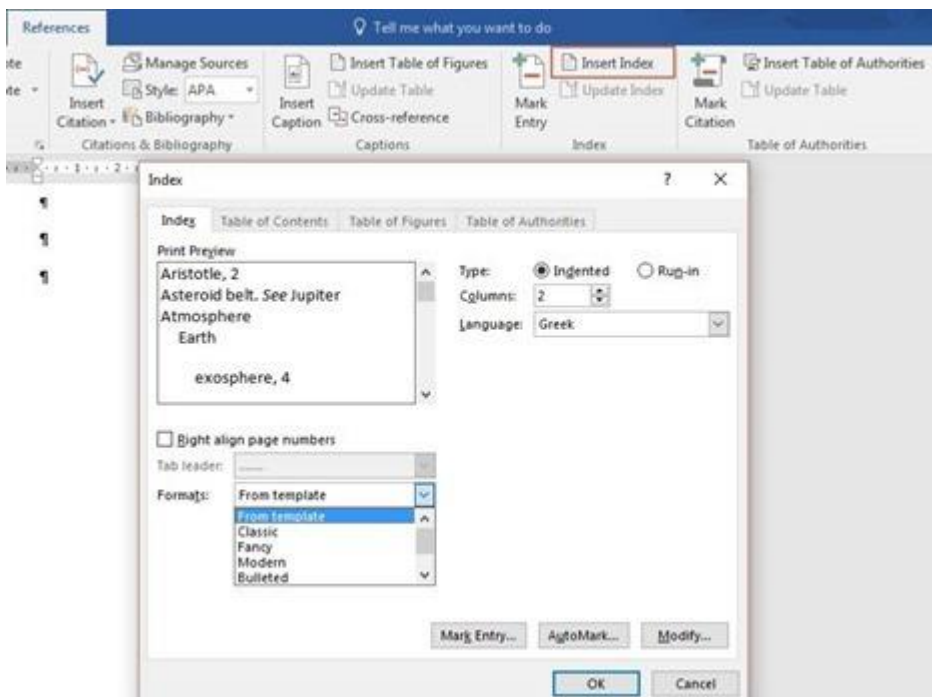 References
Tell me what you want to do
Manage Sources
Style: APA
Bibliography
Insert
Citation
Citations & Bibliography
Insert
Caption
Insert Table of Figures
Update Table
Cross-reference
Captions
Mark
Entry
Insert Index
Update Index
Index
Mark
Citation
Insert Table of Authorities
Update Table
Table of Authorities
1 2
Index ?
Index Table of Contents Table of Figures Table of Authorities
Print Preview
Aristotle, 2
Asteroid belt. See Jupiter
Atmosphere
Earth
exosphere, 4
Type: Indented Run-in
Columns: 2
Language: Greek
Right align page numbers
Tab leader: .......
Formats: From template
From template
Classic
Fancy
Modern
Bulleted
Mark Entry... AutoMark... Modify...
OK Cancel